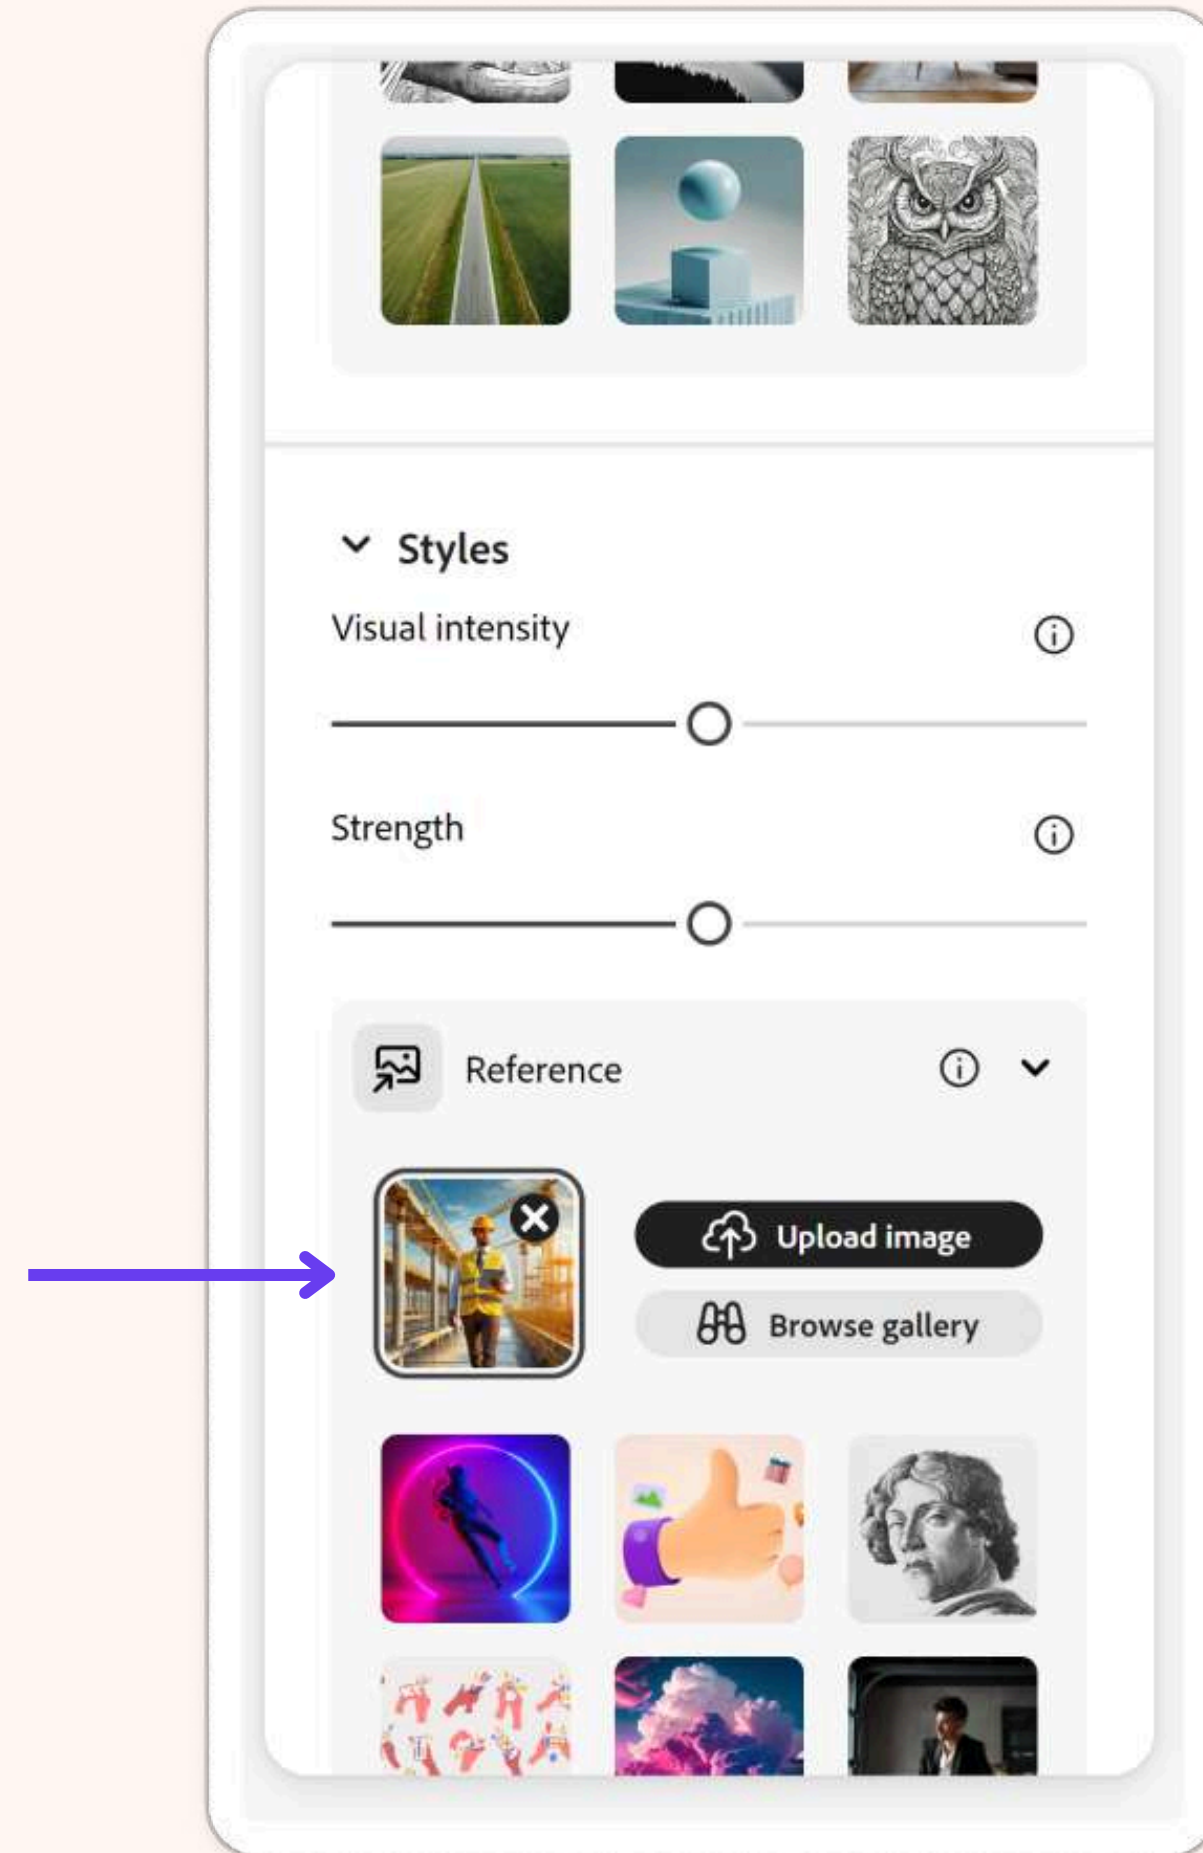 Styles
Visual intensity
Strength
Reference
Upload image
Browse gallery